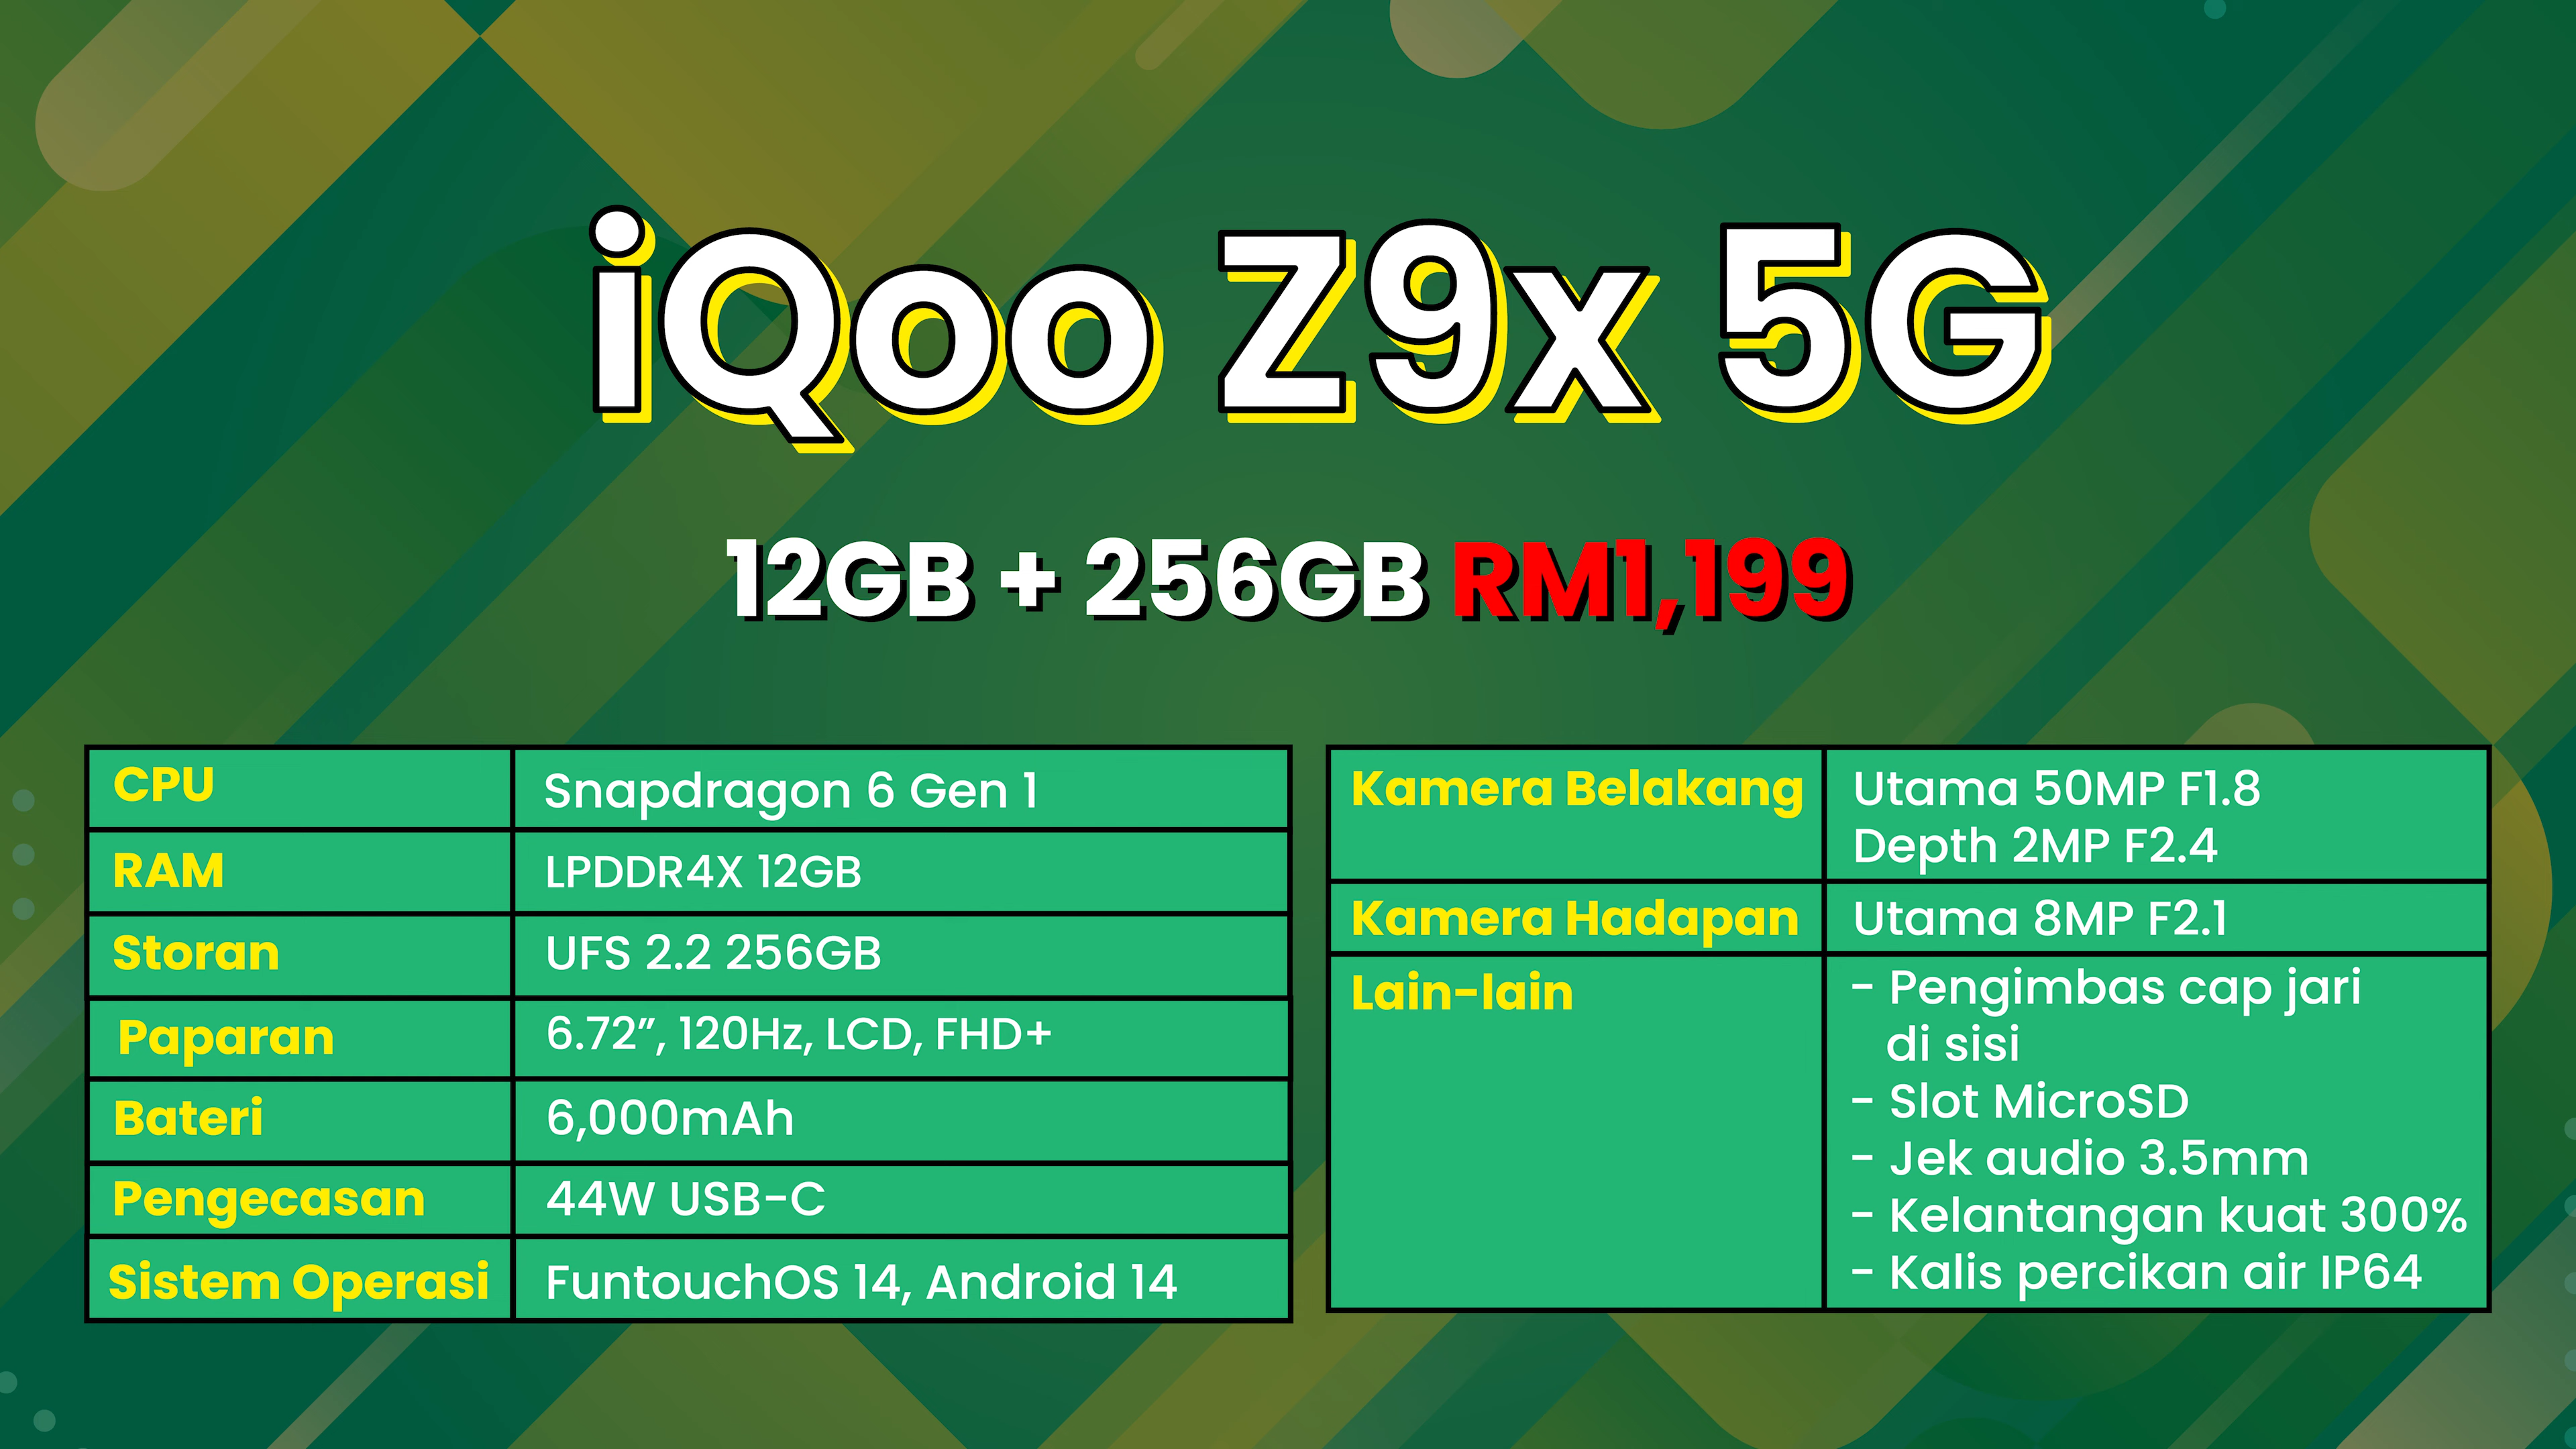 iQoo Z9x 5G
12GB + 256GB RM1,199
CPU
Snapdragon 6 Gen 1
RAM
LPDDR4X 12GB
Storan
UFS 2.2 256GB
Paparan
6.72”, 120Hz, LCD, FHD+
Bateri
6,000mAh
Pengecasan
44W USB-C
Sistem Operasi
FuntouchOS 14, Android 14
Kamera Belakang
Utama 50MP F1.8
Depth 2MP F2.4
Kamera Hadapan
Utama 8MP F2.1
Lain-lain
- Pengimbas cap jari
di sisi
- Slot MicroSD
- Jek audio 3.5mm
- Kelantangan kuat 300%
- Kalis percikan air IP64